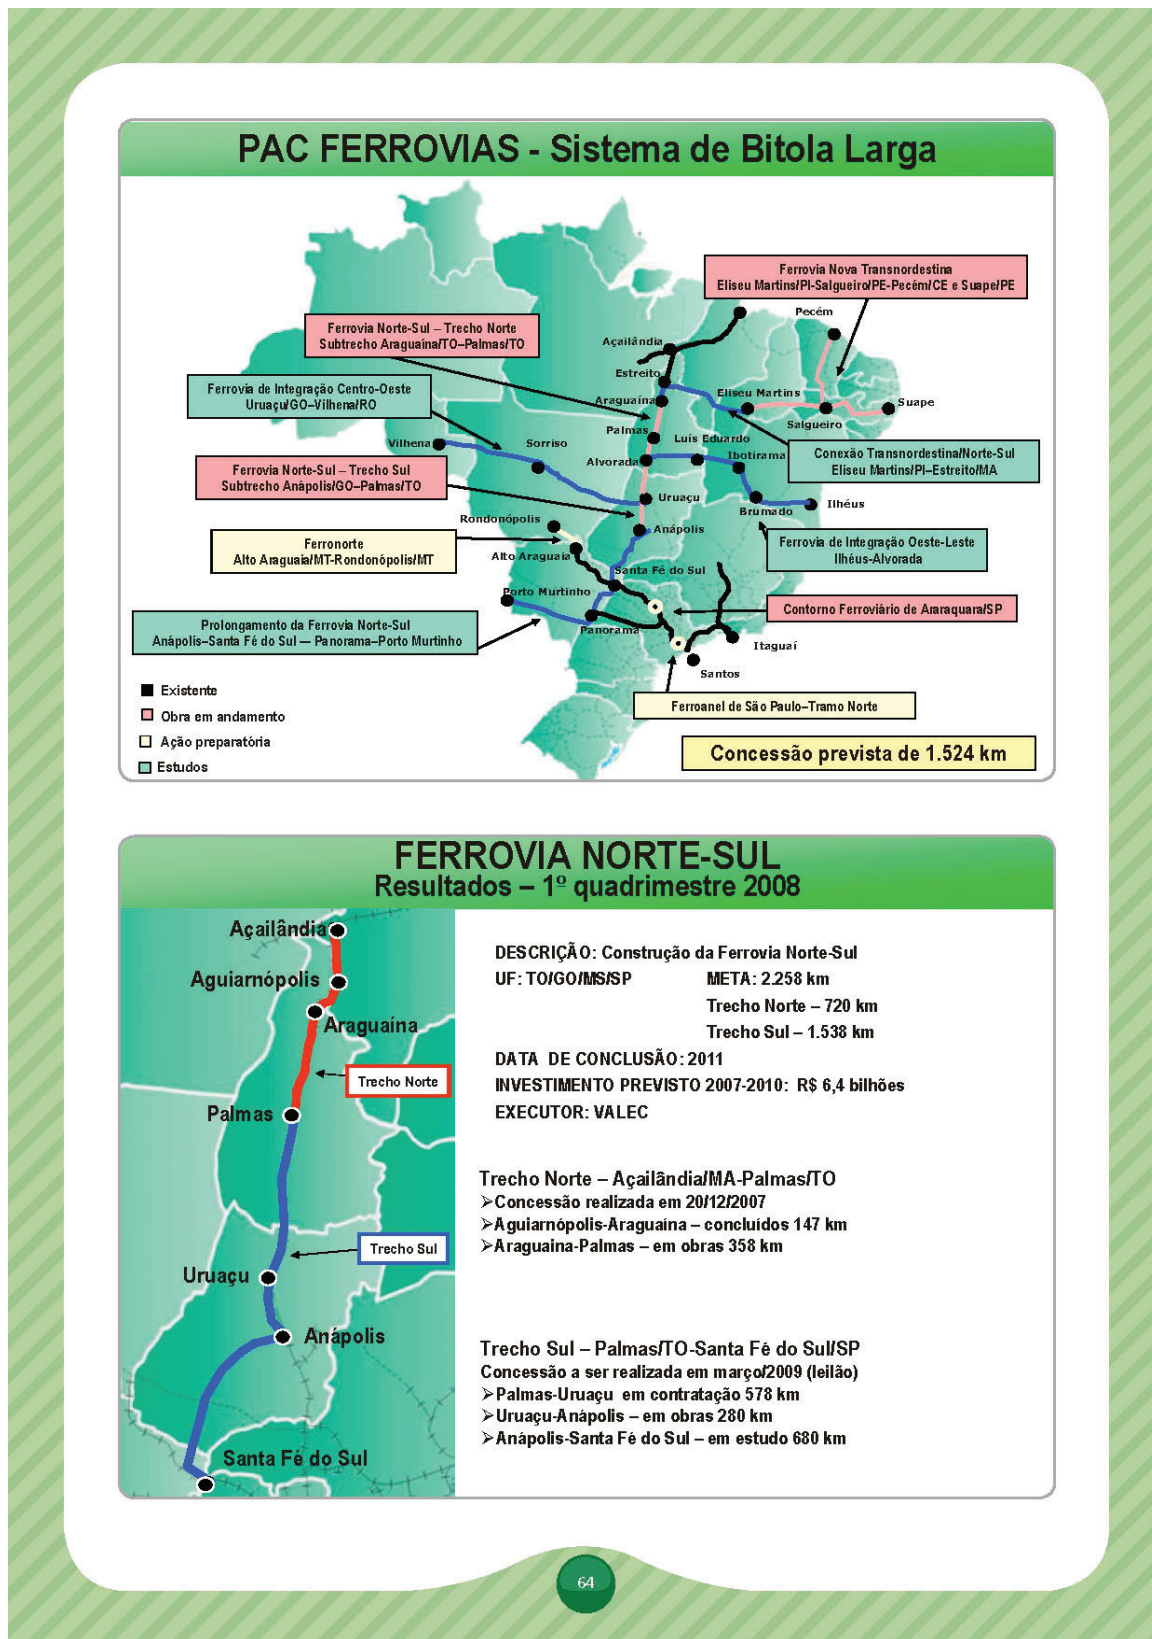 PAC FERROVIAS - Sistema de Bitola Larga
Ferrovia Nova Transnordestina
Eliseu Martins/PI-Salgueiro/PE-Pecém/CE e Suape/PE
Pecém
Ferrovia Norte-Sul – Trecho Norte
Subtrecho Araguaina/TO–Palmas/TO
Açailândia
Estreito
Ferrovia de Integração Centro-Oeste
Uruaçu/GO–Vilhena/RO
Araguaína
Eliseu Martins
Suape
Salgueiro
Palmas
Luís Eduardo
Vilhena
Sorriso
Ibotirama
Conexão Transnordestina/Norte-Sul
Eliseu Martins/PI–Estreito/MA
Alvorada
Ferrovia Norte-Sul – Trecho Sul
Subtrecho Anápolis/GO–Palmas/TO
Uruaçu
Brumado
Ilhéus
Rondonópolis
Anápolis
Ferronorte
Alto Araguaia/MT-Rondonópolis/MT
Alto Araguaia
Ferrovia de Integração Oeste-Leste
Ilhéus-Alvorada
Santa Fé do Sul
Porto Murtinho
Contorno Ferroviário de Araraquara/SP
Prolongamento da Ferrovia Norte-Sul
Anápolis–Santa Fé do Sul — Panorama–Porto Murtinho
Panorama
Itaguaí
Santos
Existente
Obra em andamento
Ação preparatória
Estudos
Ferroanel de São Paulo–Tramo Norte
Concessão prevista de 1.524 km
FERROVIA NORTE-SUL
Resultados – 1º quadrimestre 2008
Açailândia
Aguiarnópolis
Araguaína
Trecho Norte
Palmas
Trecho Sul
Uruaçu
Anápolis
Santa Fé do Sul
DESCRIÇÃO: Construção da Ferrovia Norte-Sul
UF: TO/GO/MS/SP META: 2.258 km
Trecho Norte – 720 km
Trecho Sul – 1.538 km
DATA DE CONCLUSÃO: 2011
INVESTIMENTO PREVISTO 2007-2010: R$ 6,4 bilhões
EXECUTOR: VALEC
Trecho Norte – Açailândia/MA-Palmas/TO
➢Concessão realizada em 20/12/2007
➢Aguiarnópolis-Araguaína – concluídos 147 km
➢Araguaina-Palmas – em obras 358 km
Trecho Sul – Palmas/TO-Santa Fé do Sul/SP
Concessão a ser realizada em março/2009 (leilão)
➢Palmas-Uruaçu em contratação 578 km
➢Uruaçu-Anápolis – em obras 280 km
➢Anápolis-Santa Fé do Sul – em estudo 680 km
64